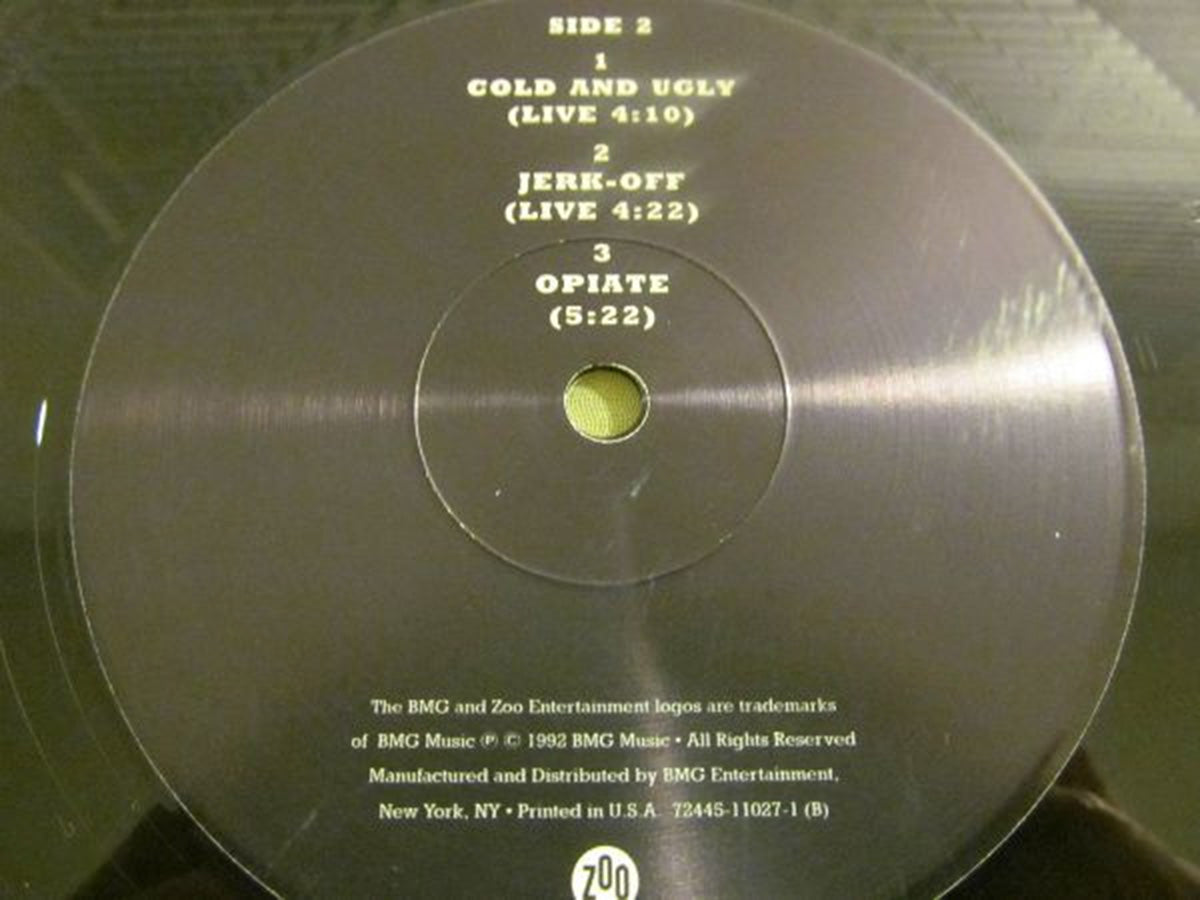 SIDE 2
1
COLD AND UGLY
(LIVE 4:10)
2
JERK-OFF
(LIVE 4:22)
3
OPIATE
(5:22)
The BMG and Zoo Entertainment logos are trademarks
of BMG Music ℗ © 1992 BMG Music • All Rights Reserved
Manufactured and Distributed by BMG Entertainment,
New York, NY • Printed in U.S.A. 72445-11027-1 (B)
ZOO